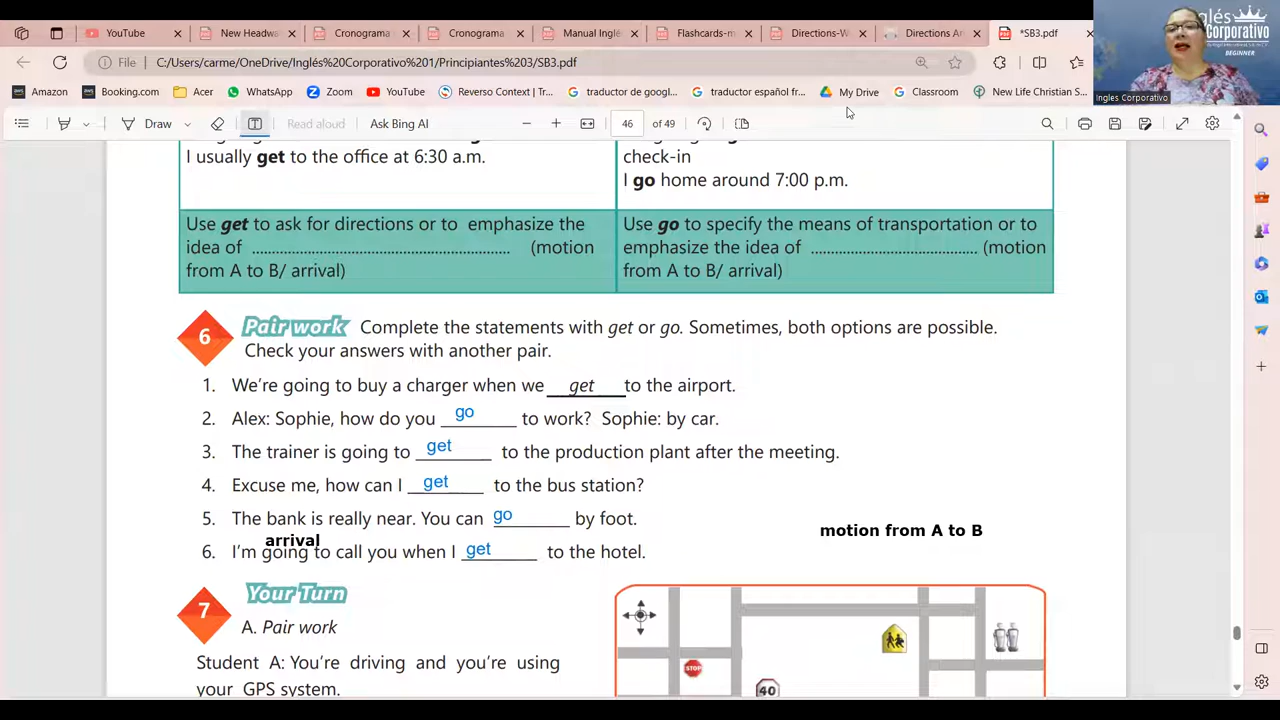 YouTube
New Headw
Cronograma
Cronograma
Manual Inglé
Flashcards-m
Directions-W
Directions An
*SB3.pdf
Inglés
Corporativo
BEGINNER
Ingles Corporativo
File C:/Users/carme/OneDrive/Inglés%20Corporativo%201/Principiantes%20J/SB3.pdf
Amazon Booking.com Acer WhatsApp Zoom YouTube Reverso Context | Tr... traductor de googl... traductor español fr... My Drive Classroom New Life Christian S...
Draw Read aloud Ask Bing AI 46 of 49
I usually get to the office at 6:30 a.m.
check-in
I go home around 7:00 p.m.
Use get to ask for directions or to emphasize the
idea of ............................................................ (motion
from A to B/ arrival)
Use go to specify the means of transportation or to
emphasize the idea of ....................................... (motion
from A to B/ arrival)
6 Pair work Complete the statements with get or go. Sometimes, both options are possible.
Check your answers with another pair.
1. We're going to buy a charger when we get to the airport.
2. Alex: Sophie, how do you go to work? Sophie: by car.
3. The trainer is going to get to the production plant after the meeting.
4. Excuse me, how can I get to the bus station?
5. The bank is really near. You can go by foot.
motion from A to B
arrival
6. I'm going to call you when I get to the hotel.
7 Your Turn
A. Pair work
Student A: You're driving and you're using
your GPS system.
STOP
40